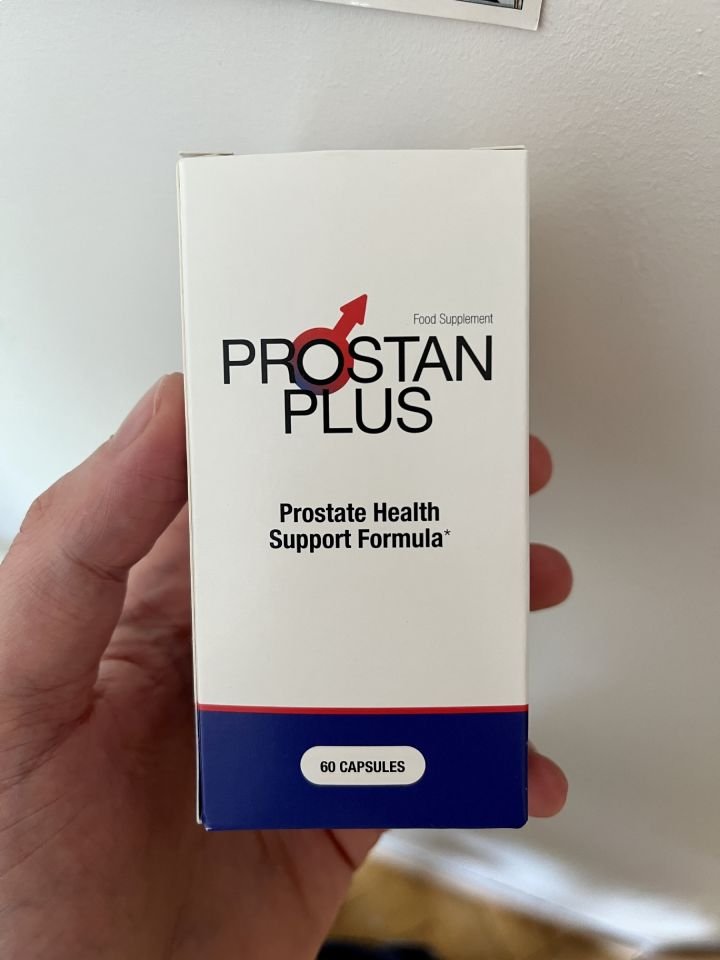 Food Supplement
PROSTAN
PLUS
Prostate Health
Support Formula*
60 CAPSULES